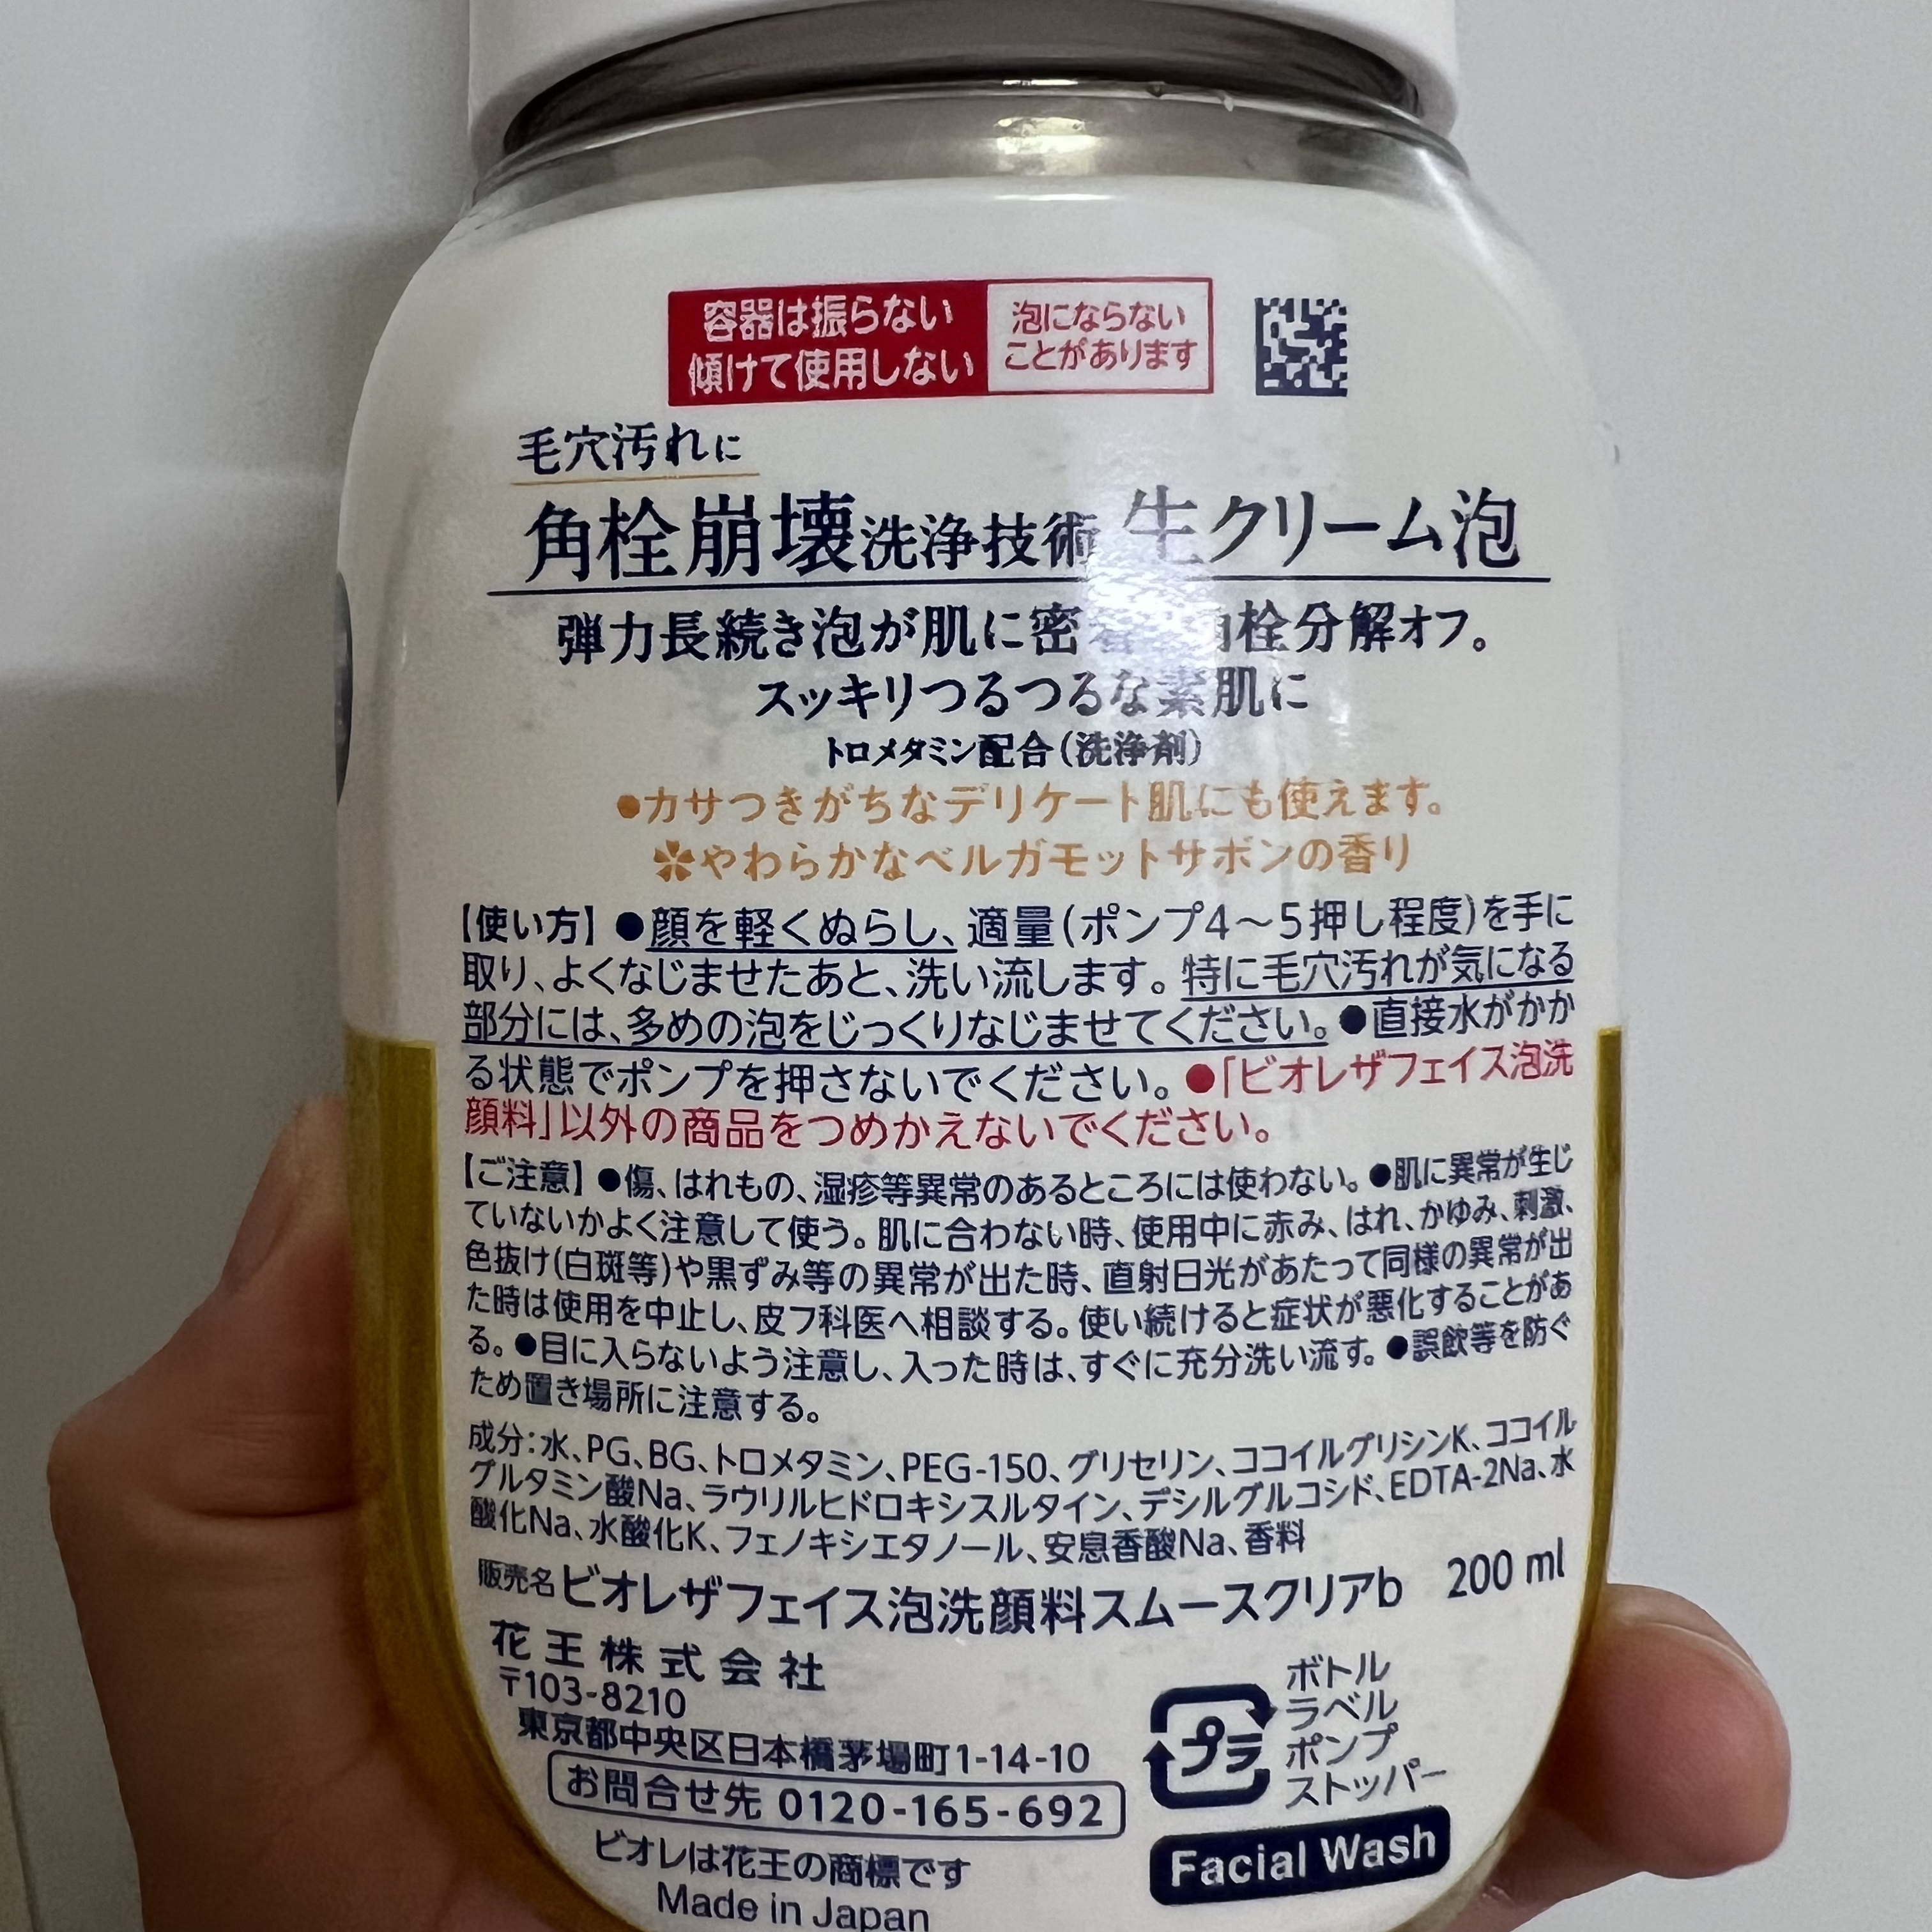 容器は振らない
傾けて使用しない
泡にならない
ことがあります
毛穴汚れに
角栓崩壊洗浄技術 生クリーム泡
弾力長続き泡が肌に密 栓分解オフ。
スッキリつるつるな素肌に
トロメタミン配合(洗浄剤)
●カサつきがちなデリケート肌にも使えます。
やわらかなベルガモットサボンの香り
【使い方】●顔を軽くぬらし、適量(ポンプ4〜5押し程度)を手に
取り、よくなじませたあと、洗い流します。特に毛穴汚れが気になる
部分には、多めの泡をじっくりなじませてください。●直接水がかか
る状態でポンプを押さないでください。●「ビオレザフェイス泡洗
顔料」以外の商品をつめかえないでください。
【ご注意】●傷、はれもの、湿疹等異常のあるところには使わない。●肌に異常が生じ
ていないかよく注意して使う。肌に合わない時、使用中に赤み、はれ、かゆみ、刺激、
色抜け(白斑等)や黒ずみ等の異常が出た時、直射日光があたって同様の異常が出
た時は使用を中止し、皮フ科医へ相談する。使い続けると症状が悪化することがあ
る。●目に入らないよう注意し、入った時は、すぐに充分洗い流す。●誤飲等を防ぐ
ため置き場所に注意する。
成分:水、PG、BG、トロメタミン、PEG-150、グリセリン、ココイルグリシンK、ココイル
グルタミン酸Na、ラウリルヒドロキシスルタイン、デシルグルコシド、EDTA-2Na、水
酸化Na、水酸化K、フェノキシエタノール、安息香酸Na、香料
販売名 ビオレザフェイス泡洗顔料スムースクリアb 200 ml
花王株式会社
〒103-8210
東京都中央区日本橋茅場町1-14-10
お問合せ先 0120-165-692
ビオレは花王の商標です
Made in Japan
プラ
ボトル
ラベル
ポンプ
ストッパー
Facial Wash